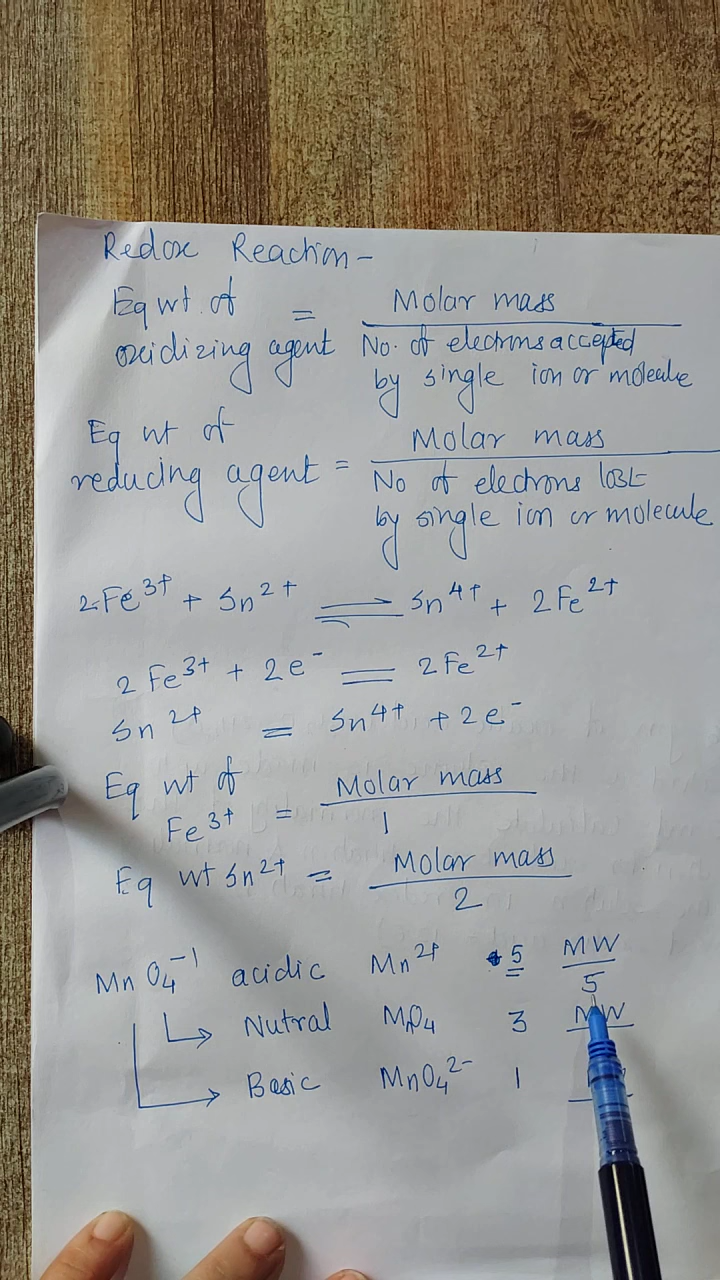 Redox Reaction-
Eq wt. of = Molar mass
oxidizing agent No. of electrons accepted
by single ion or molecule
Eq wt of
reducing agent = Molar mass
No of electrons lost
by single ion or molecule
2Fe³⁺ + Sn²⁺ ⇌ Sn⁴⁺ + 2Fe²⁺
2Fe³⁺ + 2e⁻ = 2Fe²⁺
Sn²⁺ = Sn⁴⁺ + 2e⁻
Eq wt of Molar mass
Fe³⁺ = 1
Eq wt Sn²⁺ = Molar mass
2
MnO₄⁻¹ acidic Mn²⁺ 5 MW
5
Nutral MnO₄ 3 MW
Basic MnO₄²⁻ 1